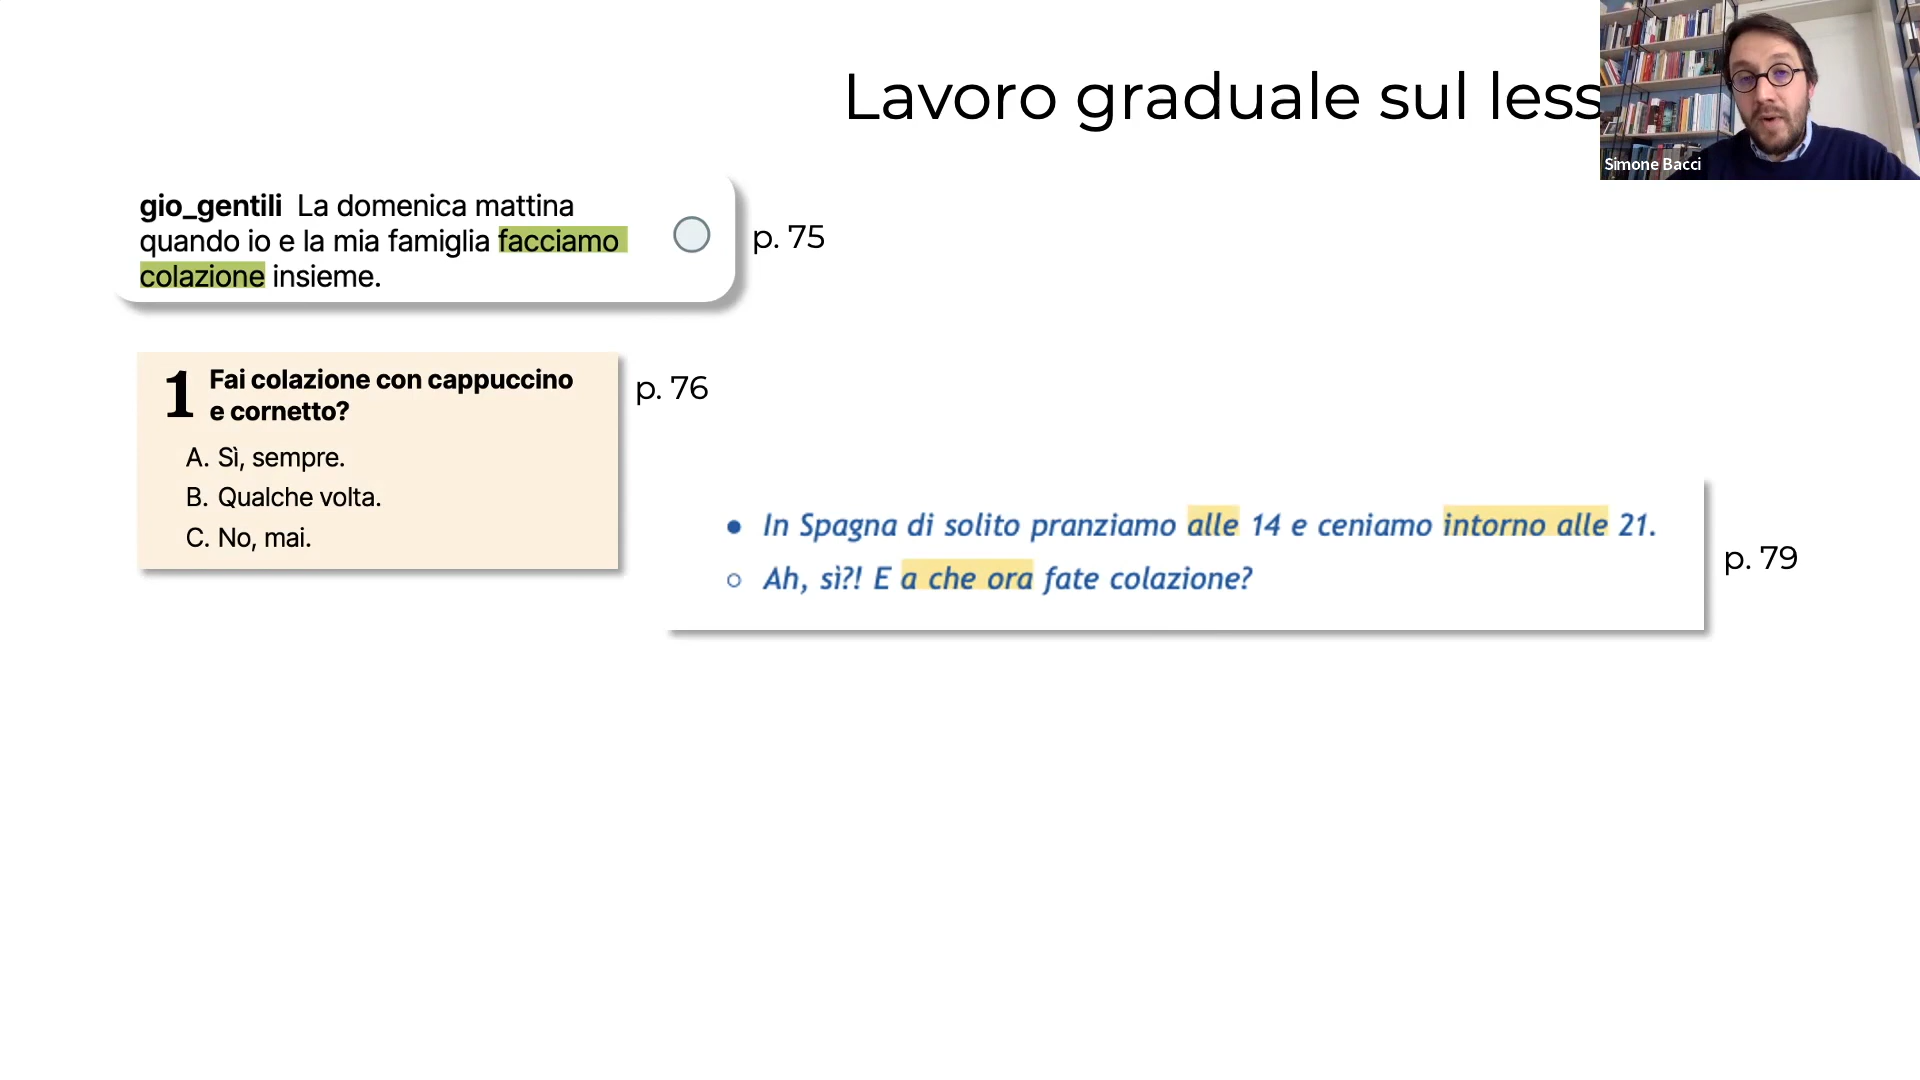 Lavoro graduale sul less
Simone Bacci
gio_gentili La domenica mattina
quando io e la mia famiglia facciamo
colazione insieme.
p. 75
1 Fai colazione con cappuccino
e cornetto?
A. Sì, sempre.
B. Qualche volta.
C. No, mai.
p. 76
• In Spagna di solito pranziamo alle 14 e ceniamo intorno alle 21.
○ Ah, sì?! E a che ora fate colazione?
p. 79